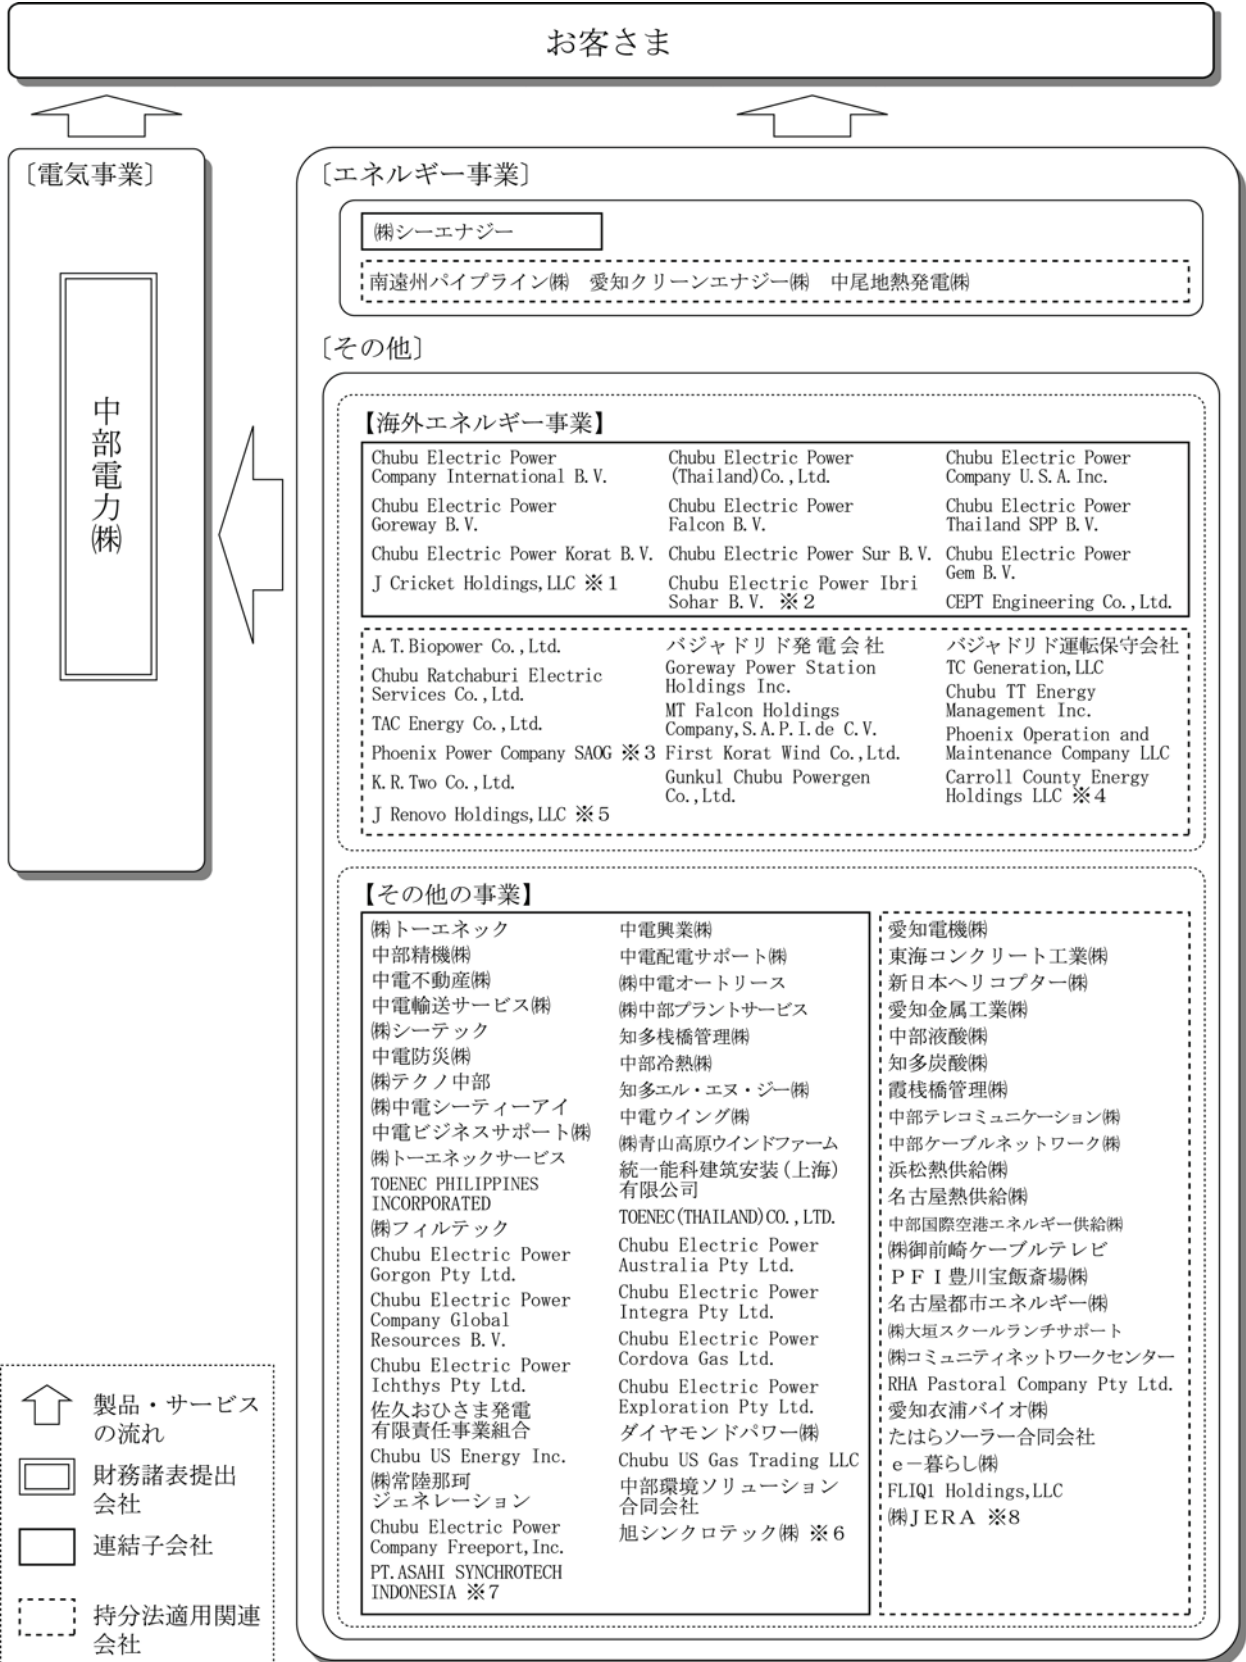 お客さま
〔電気事業〕
中部電力㈱
〔エネルギー事業〕
㈱シーエナジー
南遠州パイプライン㈱　愛知クリーンエナジー㈱　中尾地熱発電㈱
〔その他〕
【海外エネルギー事業】
Chubu Electric Power
Company International B.V.
Chubu Electric Power
Goreway B.V.
Chubu Electric Power Korat B.V.
J Cricket Holdings,LLC ※1
Chubu Electric Power
(Thailand)Co.,Ltd.
Chubu Electric Power
Falcon B.V.
Chubu Electric Power Sur B.V.
Chubu Electric Power Ibri
Sohar B.V. ※2
Chubu Electric Power
Company U.S.A.Inc.
Chubu Electric Power
Thailand SPP B.V.
Chubu Electric Power
Gem B.V.
CEPT Engineering Co.,Ltd.
A.T.Biopower Co.,Ltd.
Chubu Ratchaburi Electric
Services Co.,Ltd.
TAC Energy Co.,Ltd.
Phoenix Power Company SAOG ※3
K.R.Two Co.,Ltd.
J Renovo Holdings,LLC ※5
バジャドリド発電会社
Goreway Power Station
Holdings Inc.
MT Falcon Holdings
Company,S.A.P.I.de C.V.
First Korat Wind Co.,Ltd.
Gunkul Chubu Powergen
Co.,Ltd.
バジャドリド運転保守会社
TC Generation,LLC
Chubu TT Energy
Management Inc.
Phoenix Operation and
Maintenance Company LLC
Carroll County Energy
Holdings LLC ※4
【その他の事業】
㈱トーエネック
中部精機㈱
中電不動産㈱
中電輸送サービス㈱
㈱シーテック
中電防災㈱
㈱テクノ中部
㈱中電シーティーアイ
中電ビジネスサポート㈱
㈱トーエネックサービス
TOENEC PHILIPPINES
INCORPORATED
㈱フィルテック
Chubu Electric Power
Gorgon Pty Ltd.
Chubu Electric Power
Company Global
Resources B.V.
Chubu Electric Power
Ichthys Pty Ltd.
佐久おひさま発電
有限責任事業組合
Chubu US Energy Inc.
㈱常陸那珂
ジェネレーション
Chubu Electric Power
Company Freeport,Inc.
PT.ASAHI SYNCHROTECH
INDONESIA ※7
中電興業㈱
中電配電サポート㈱
㈱中電オートリース
㈱中部プラントサービス
知多桟橋管理㈱
中部冷熱㈱
知多エル・エヌ・ジー㈱
中電ウイング㈱
㈱青山高原ウインドファーム
統一能科建筑安装(上海)
有限公司
TOENEC(THAILAND)CO.,LTD.
Chubu Electric Power
Australia Pty Ltd.
Chubu Electric Power
Integra Pty Ltd.
Chubu Electric Power
Cordova Gas Ltd.
Chubu Electric Power
Exploration Pty Ltd.
ダイヤモンドパワー㈱
Chubu US Gas Trading LLC
中部環境ソリューション
合同会社
旭シンクロテック㈱ ※6
愛知電機㈱
東海コンクリート工業㈱
新日本ヘリコプター㈱
愛知金属工業㈱
中部液酸㈱
知多炭酸㈱
霞桟橋管理㈱
中部テレコミュニケーション㈱
中部ケーブルネットワーク㈱
浜松熱供給㈱
名古屋熱供給㈱
中部国際空港エネルギー供給㈱
㈱御前崎ケーブルテレビ
ＰＦＩ豊川宝飯斎場㈱
名古屋都市エネルギー㈱
㈱大垣スクールランチサポート
㈱コミュニティネットワークセンター
RHA Pastoral Company Pty Ltd.
愛知衣浦バイオ㈱
たはらソーラー合同会社
ｅ－暮らし㈱
FLIQ1 Holdings,LLC
㈱ＪＥＲＡ ※8
製品・サービス
の流れ
財務諸表提出
会社
連結子会社
持分法適用関連
会社